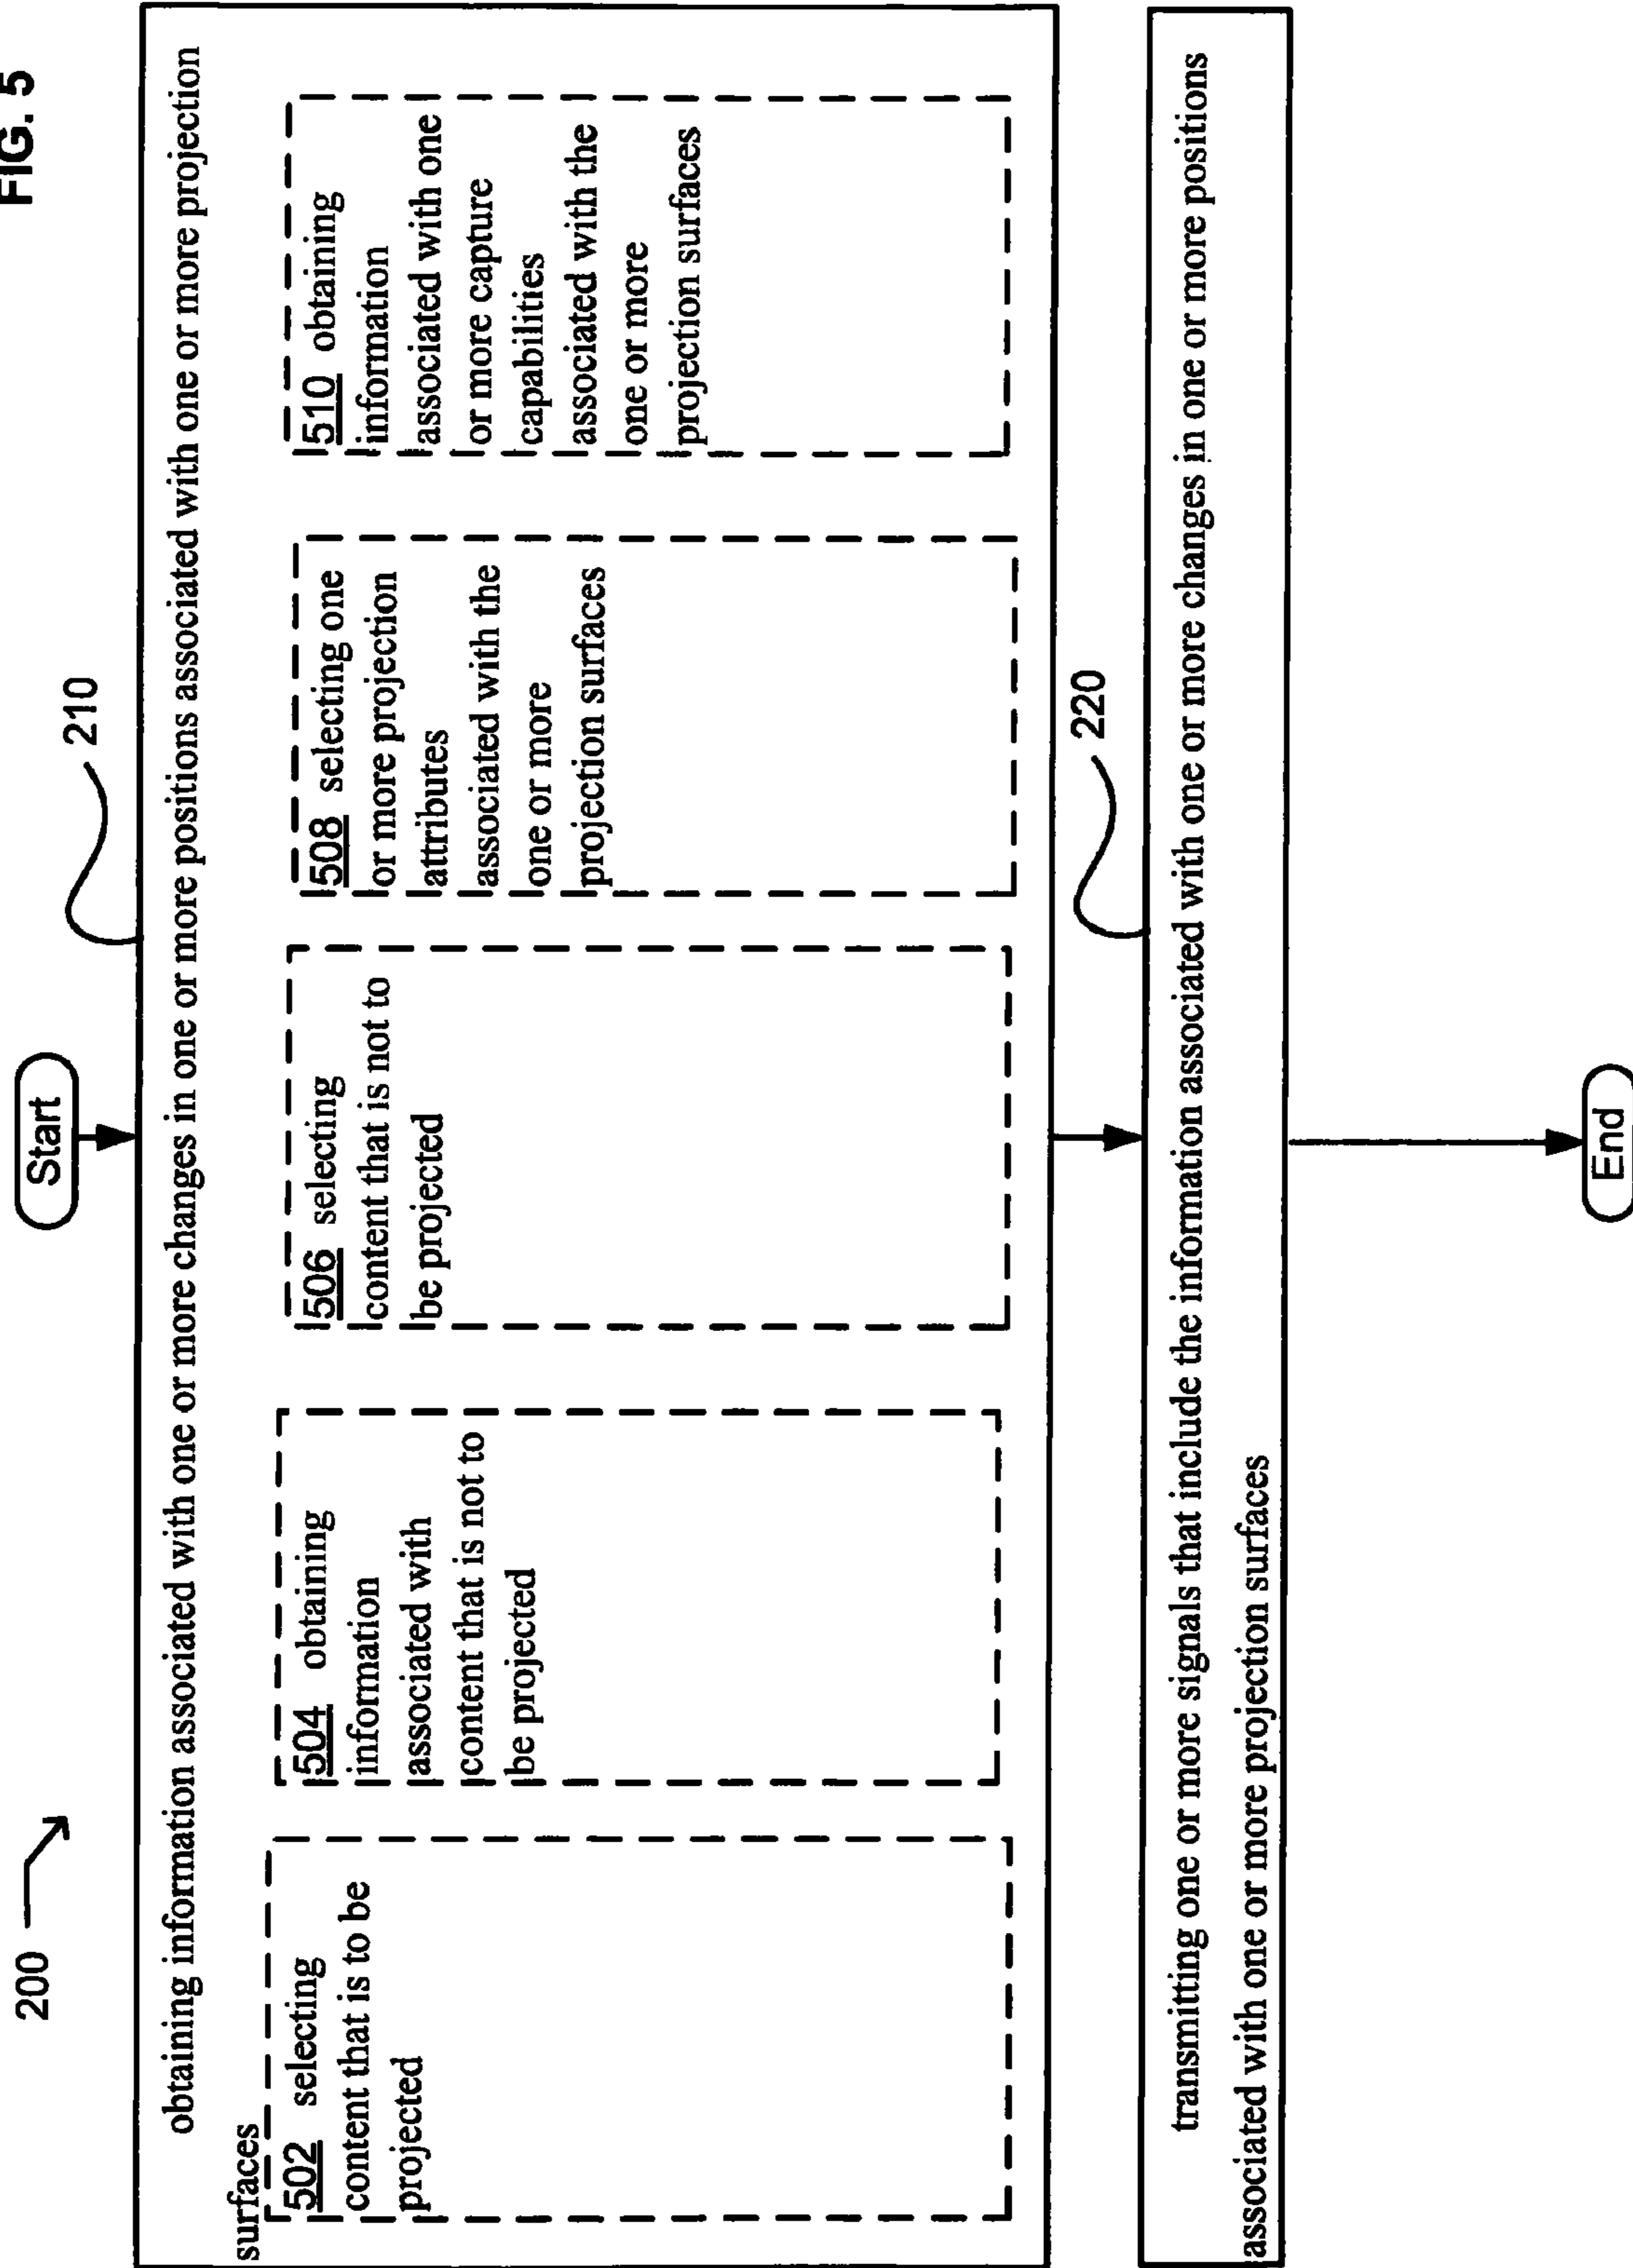 FIG. 5
200
Start
210
obtaining information associated with one or more changes in one or more positions associated with one or more projection
surfaces
502 selecting
content that is to be
projected
504 obtaining
information
associated with
content that is not to
be projected
506 selecting
content that is not to
be projected
508 selecting one
or more projection
attributes
associated with the
one or more
projection surfaces
510 obtaining
information
associated with one
or more capture
capabilities
associated with the
one or more
projection surfaces
220
transmitting one or more signals that include the information associated with one or more changes in one or more positions
associated with one or more projection surfaces
End